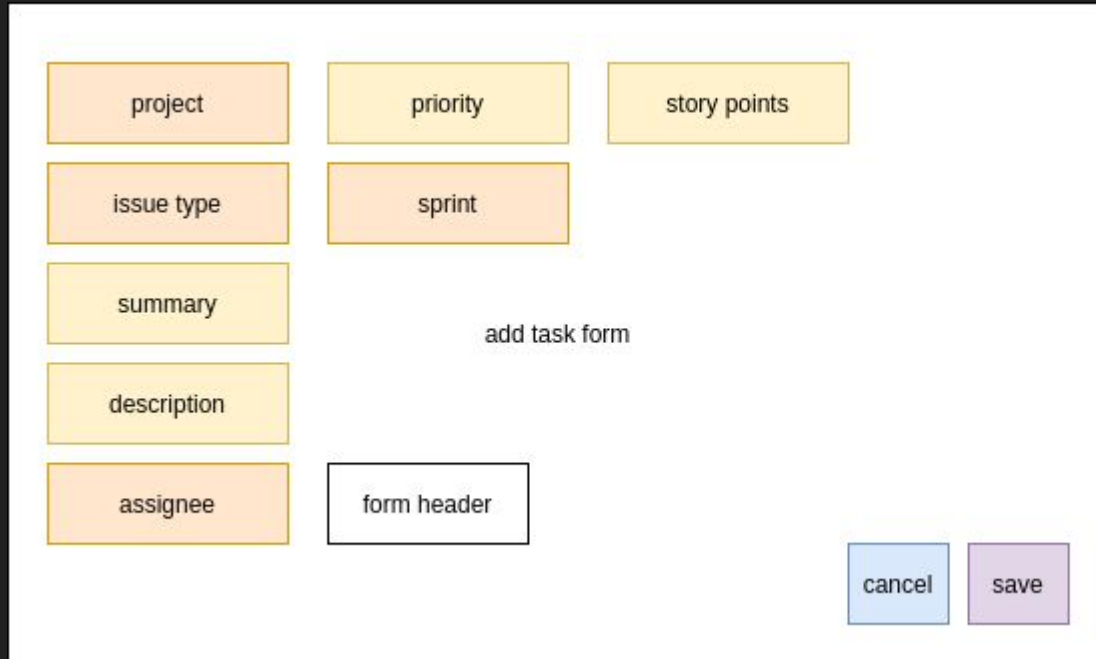 project
priority
story points
issue type
sprint
summary
add task form
description
assignee
form header
cancel
save